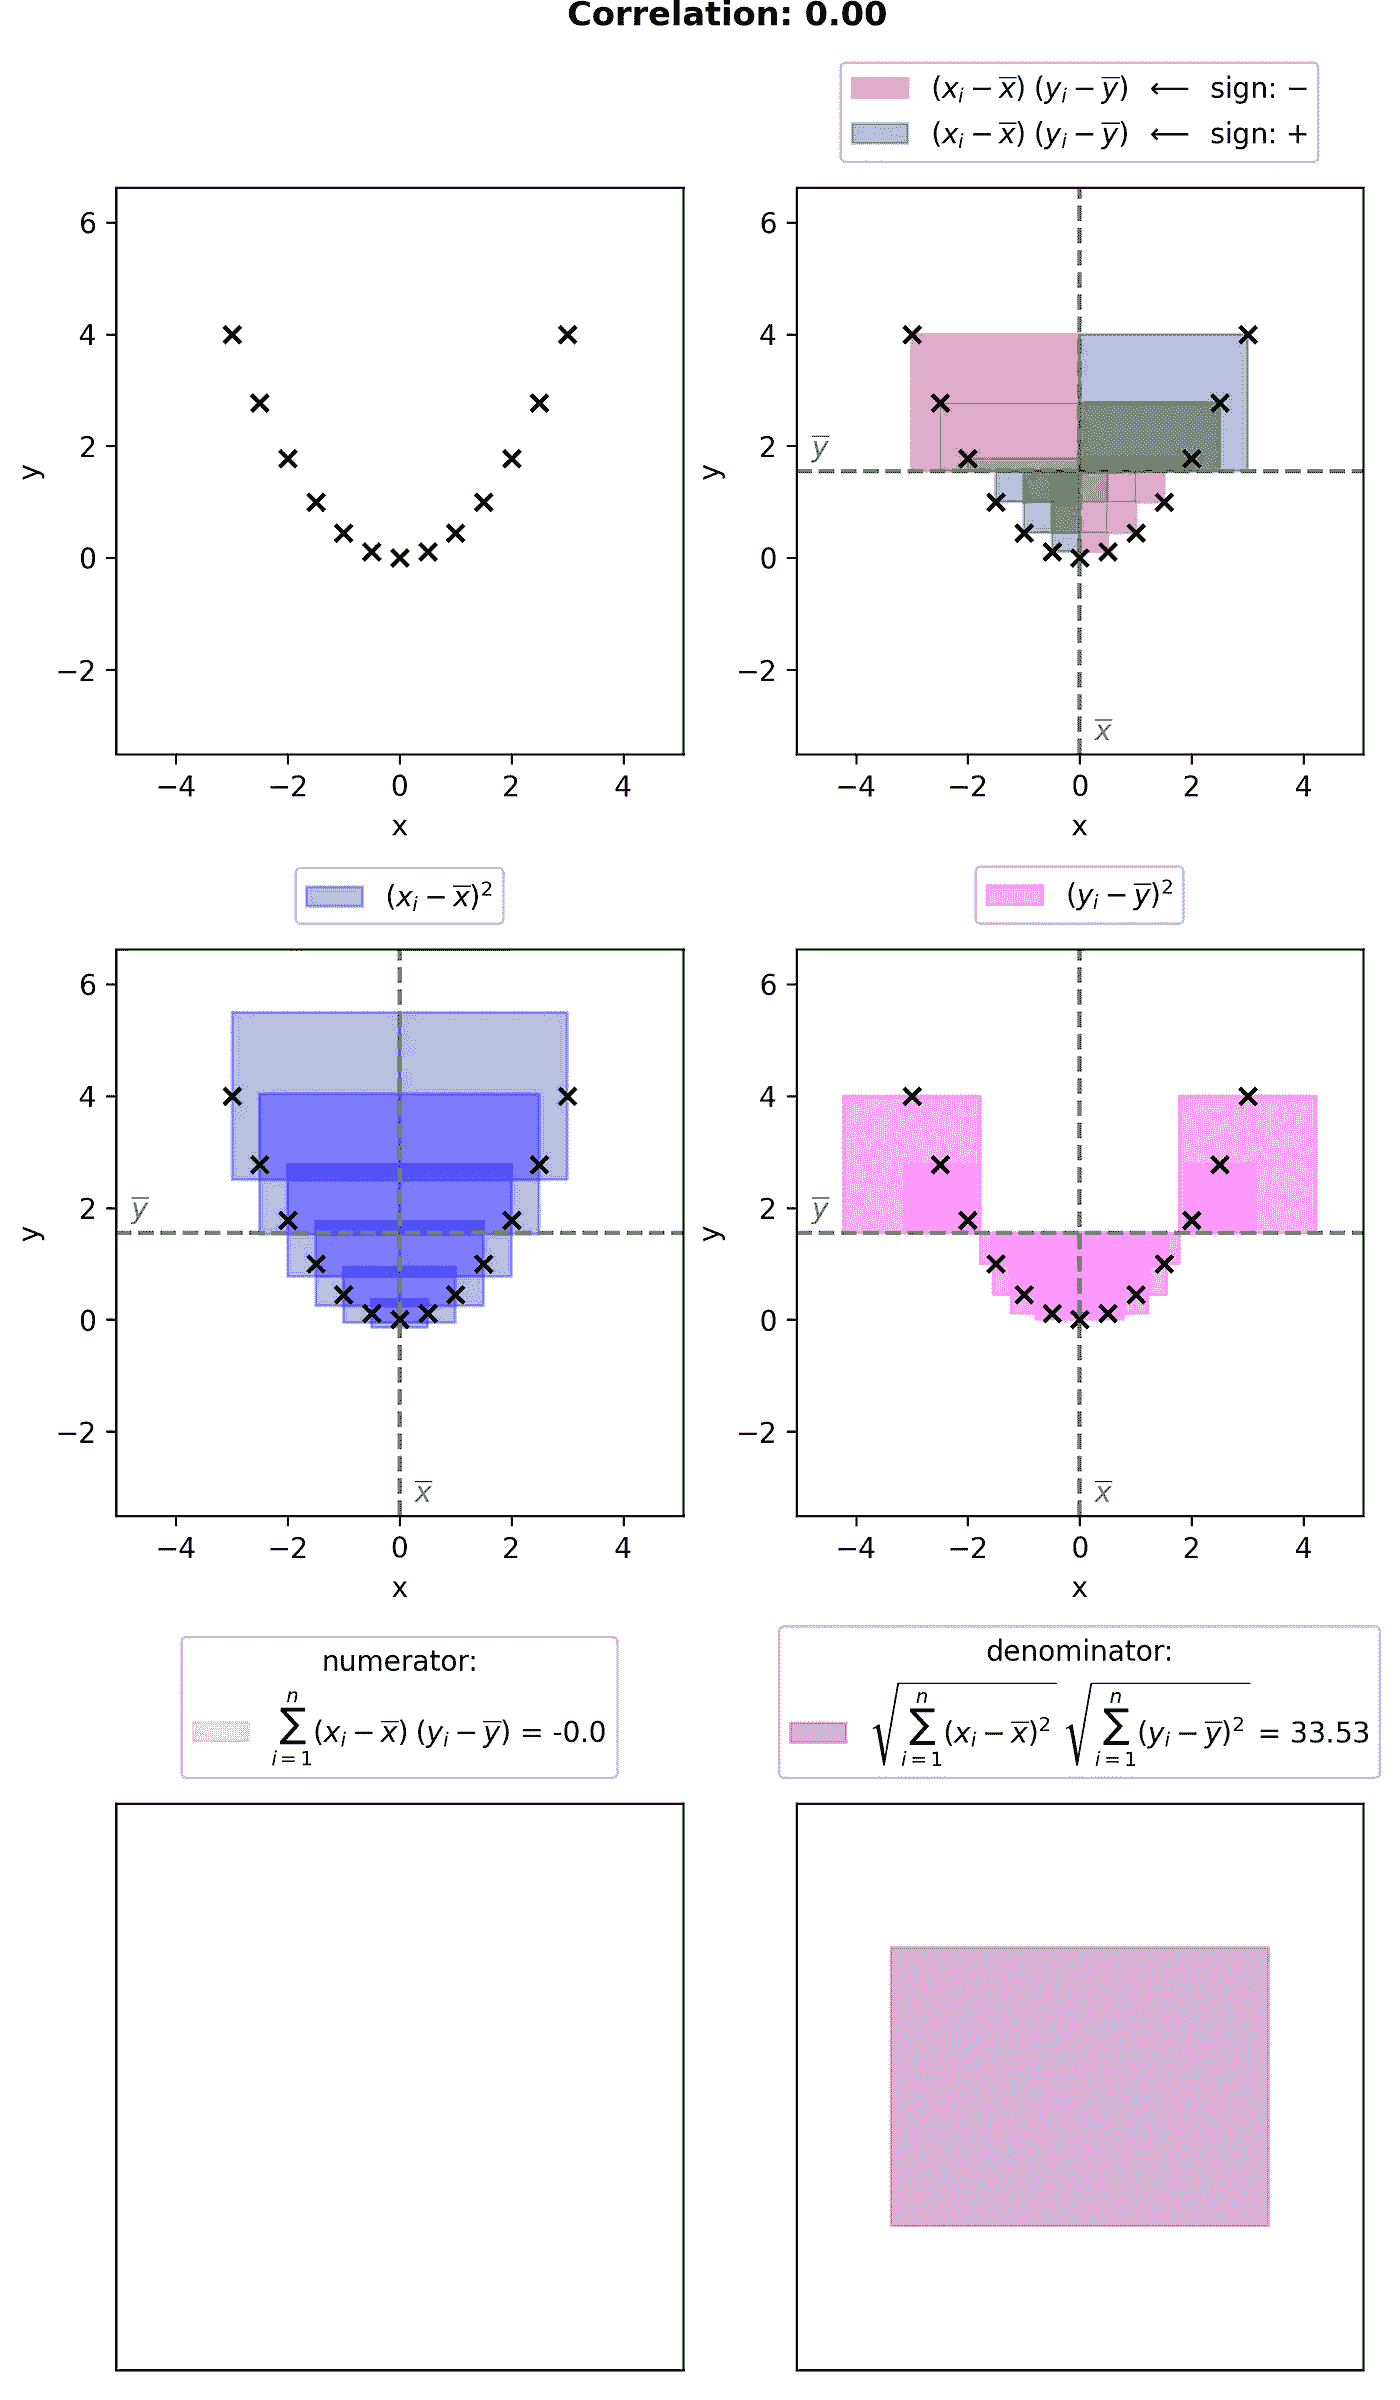 Correlation: 0.00
(xᵢ − x̅) (yᵢ − y̅) ⟵ sign: −
(xᵢ − x̅) (yᵢ − y̅) ⟵ sign: +
6
4
2
0
−2
y
−4 −2 0 2 4
x
6
4
2
0
−2
y
y̅
x̅
−4 −2 0 2 4
x
(xᵢ − x̅)²
(yᵢ − y̅)²
6
4
2
0
−2
y
y̅
x̅
−4 −2 0 2 4
x
6
4
2
0
−2
y
y̅
x̅
−4 −2 0 2 4
x
numerator:
∑ⁿᵢ₌₁(xᵢ − x̅) (yᵢ − y̅) = -0.0
denominator:
√∑ⁿᵢ₌₁(xᵢ − x̅)² √∑ⁿᵢ₌₁(yᵢ − y̅)² = 33.53